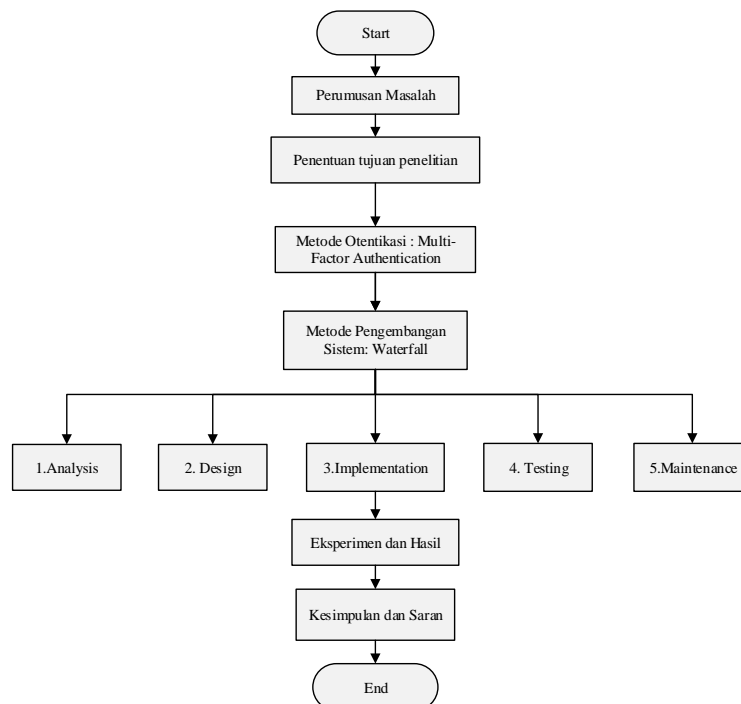 Start
Perumusan Masalah
Penentuan tujuan penelitian
Metode Otentikasi : Multi-
Factor Authentication
Metode Pengembangan
Sistem: Waterfall
1.Analysis
2. Design
3.Implementation
4. Testing
5.Maintenance
Eksperimen dan Hasil
Kesimpulan dan Saran
End